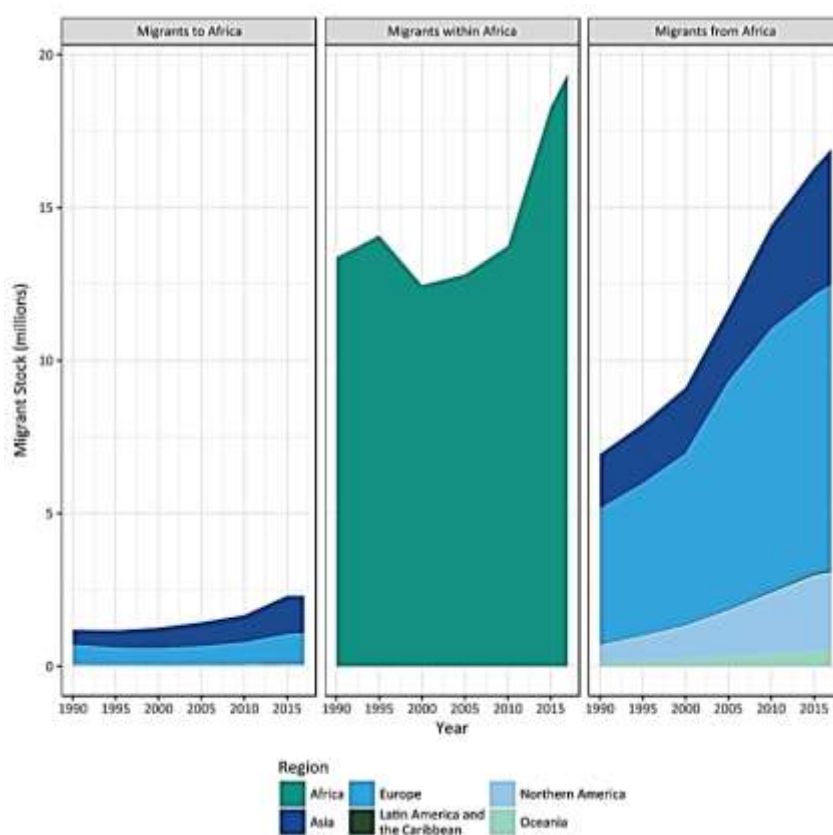 Migrants to Africa Migrants within Africa Migrants from Africa
20
15
10
5
0
Migrant Stock (millions)
1990 1995 2000 2005 2010 2015 1990 1995 2000 2005 2010 2015 1990 1995 2000 2005 2010 2015
Year
Region
Africa Europe Northern America
Asia Latin America and the Caribbean Oceania